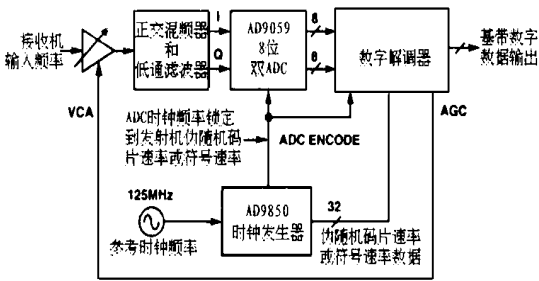 接收机
输入频率
VCA
正交混频器
和
低通滤波器
I
Q
AD9059
8位
双ADC
8
8
数字解调器
基带数字
数据输出
AGC
ADC时钟频率锁定
到发射机伪随机码
片速率或符号速率
ADC ENCODE
125MHz
参考时钟频率
AD9850
时钟发生器
32
伪随机码片速率
或符号速率数据